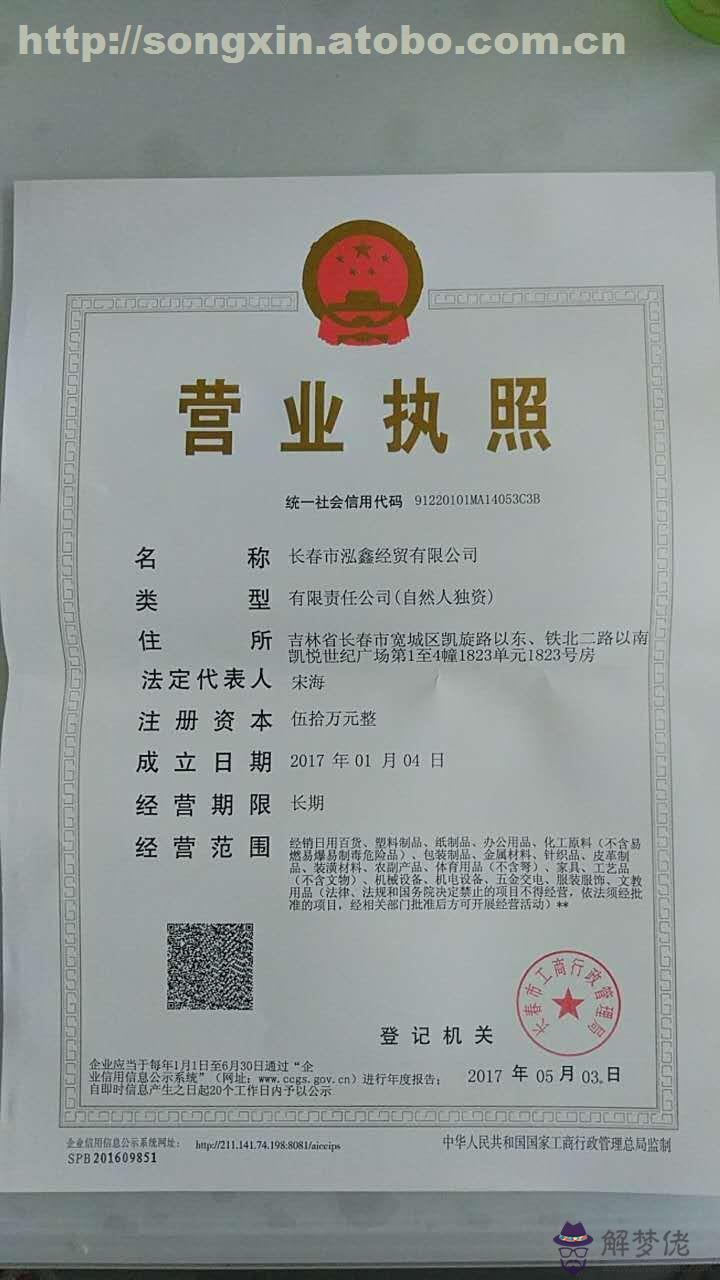 http://songxin.atobo.com.cn
营业执照
统一社会信用代码 91220101MA14053C3B
名称 长春市泓鑫经贸有限公司
类型 有限责任公司(自然人独资)
住所 吉林省长春市宽城区凯旋路以东、铁北二路以南
凯悦世纪广场第1至4幢1823单元1823号房
法定代表人 宋海
注册资本 伍拾万元整
成立日期 2017 年 01 月 04 日
经营期限 长期
经营范围 经销日用百货、塑料制品、纸制品、办公用品、化工原料（不含易
燃易爆易制毒危险品）、包装制品、金属材料、针织品、皮革制
品、装潢材料、农副产品、体育用品（不含弩）、家具、工艺品
（不含文物）、机械设备、机电设备、五金交电、服装服饰、文教
用品（法律、法规和国务院决定禁止的项目不得经营，依法须经批
准的项目，经相关部门批准后方可开展经营活动）**
长春市工商行政管理局
登记机关
2017 年 05 月 03 日
企业应当于每年1月1日至6月30日通过“企
业信用信息公示系统”（网址：www.ccgs.gov.cn）进行年度报告；
自即时信息产生之日起20个工作日内予以公示
企业信用信息公示系统网址： http://211.141.74.198:8081/aiccips
中华人民共和国国家工商行政管理总局监制
SPB201609851
解梦佬